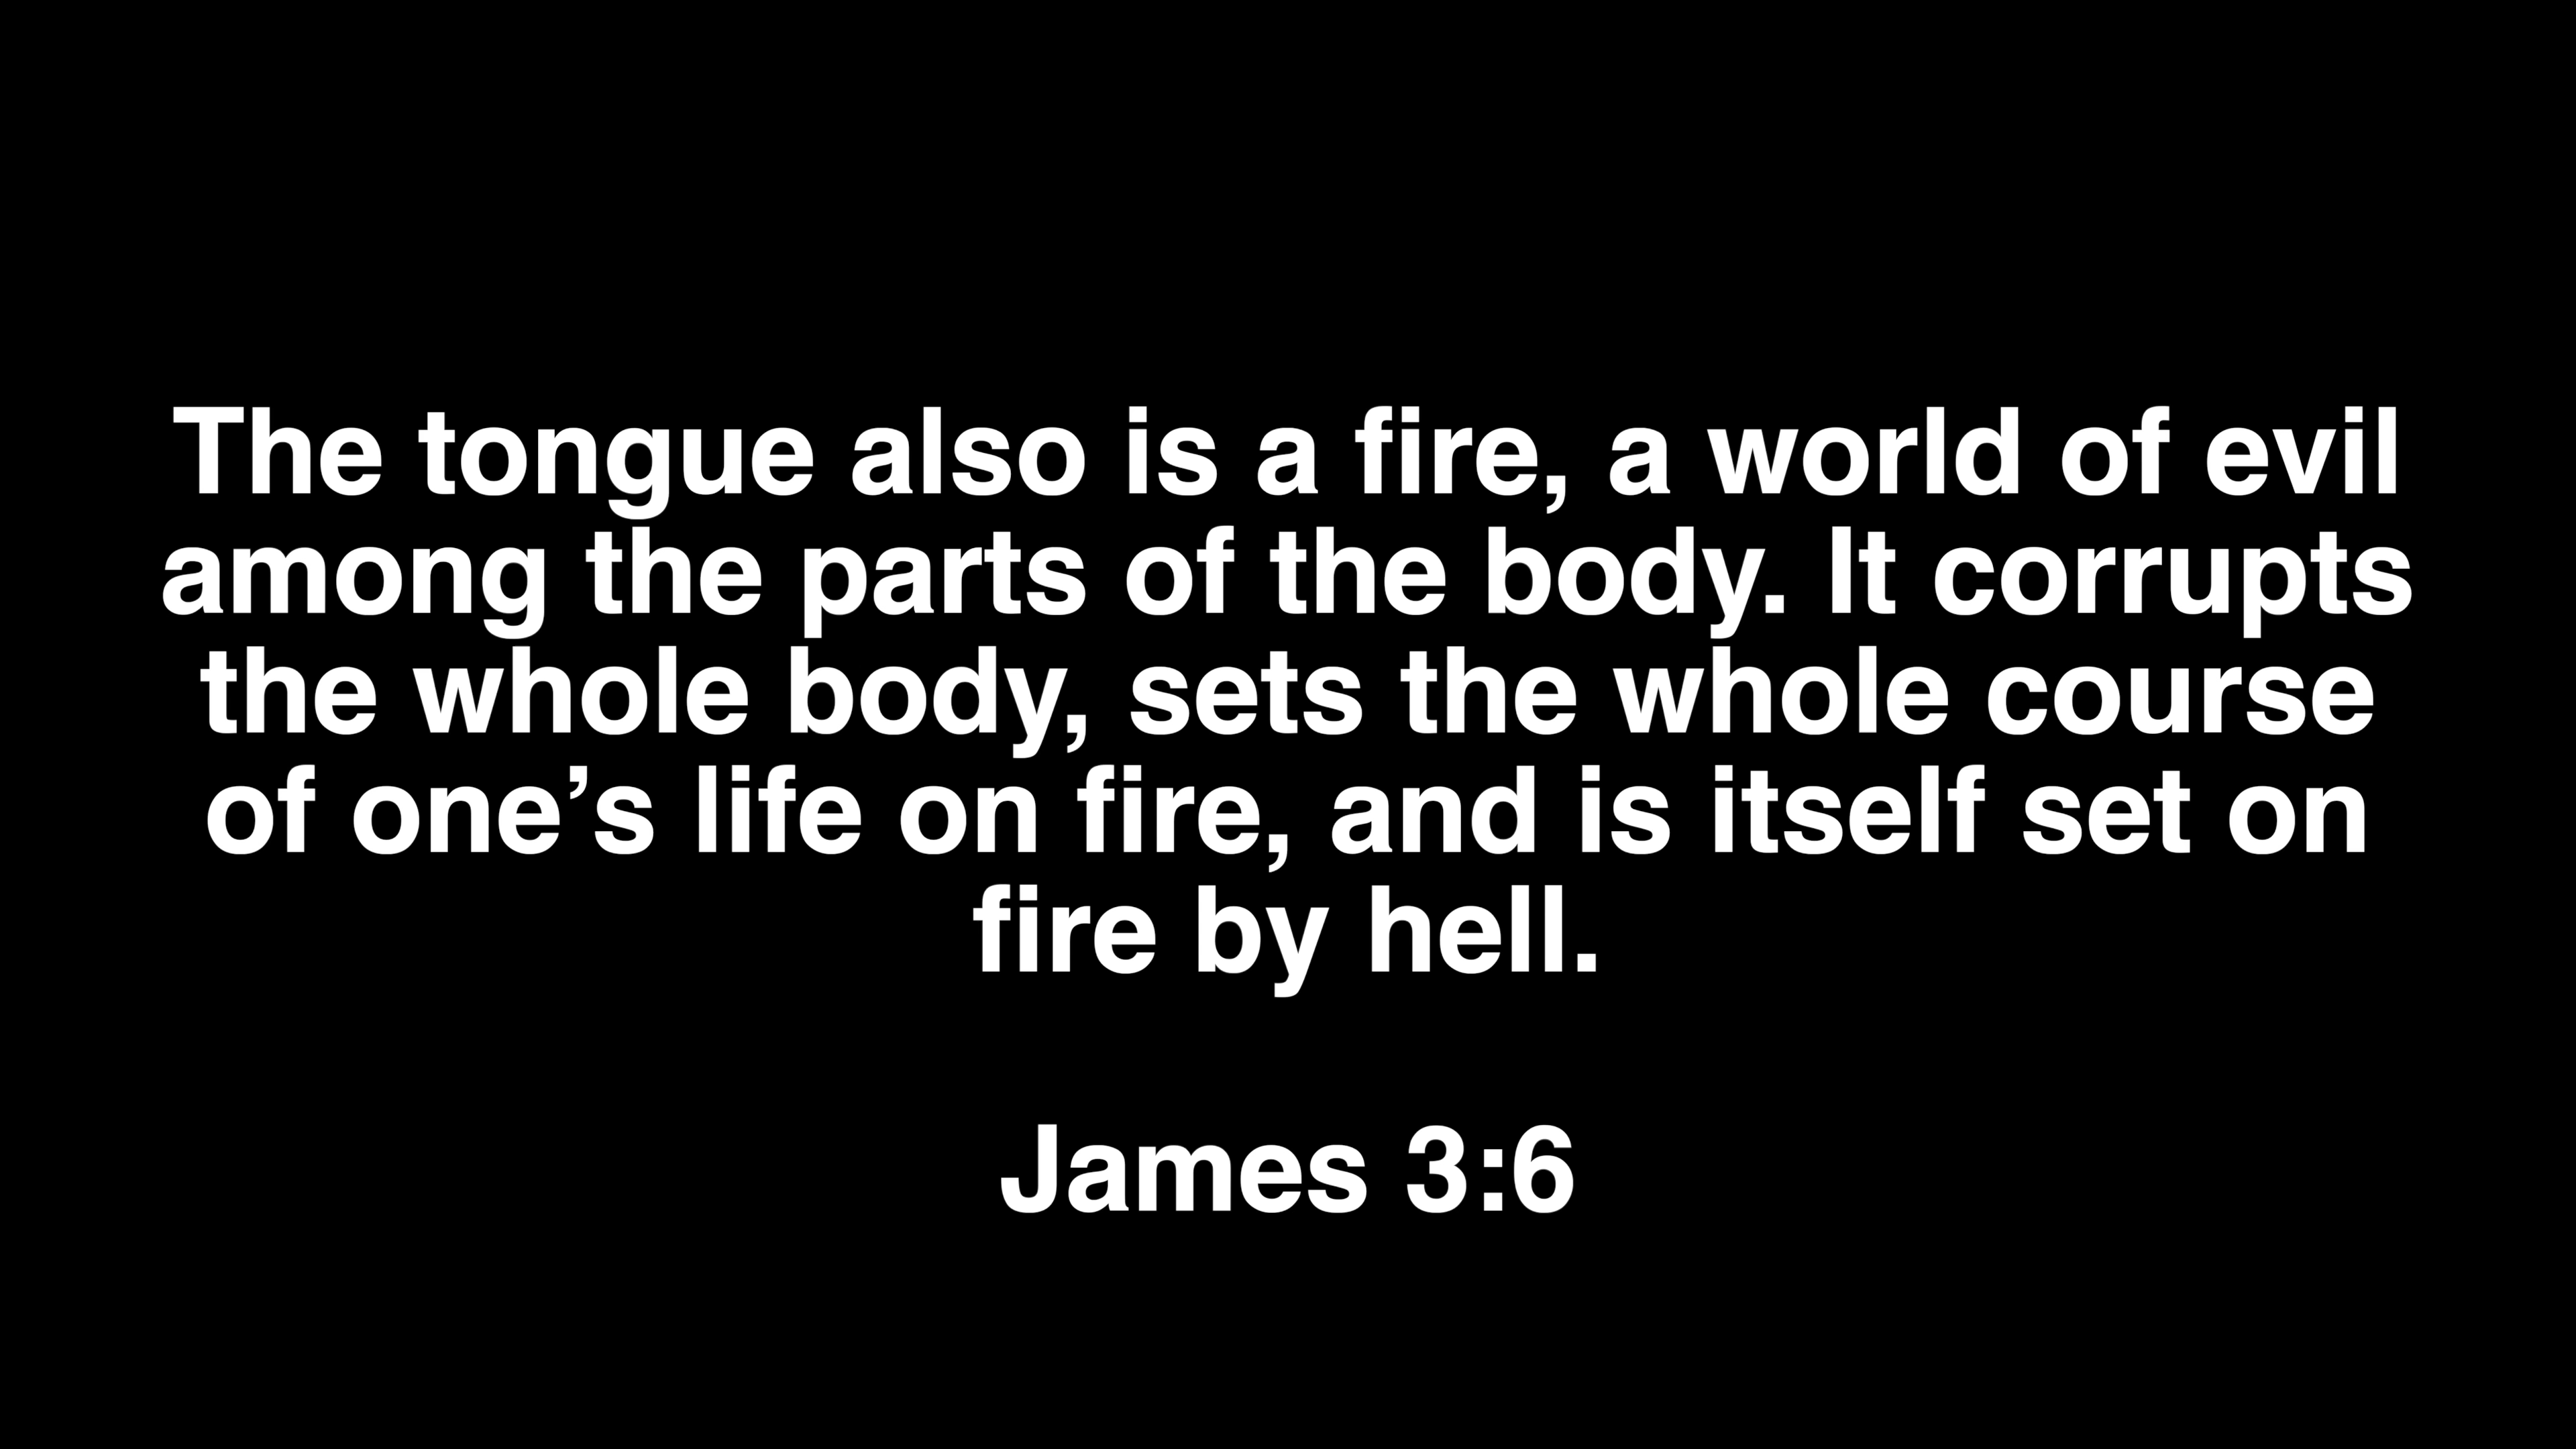 The tongue also is a fire, a world of evil
among the parts of the body. It corrupts
the whole body, sets the whole course
of one’s life on fire, and is itself set on
fire by hell.
James 3:6